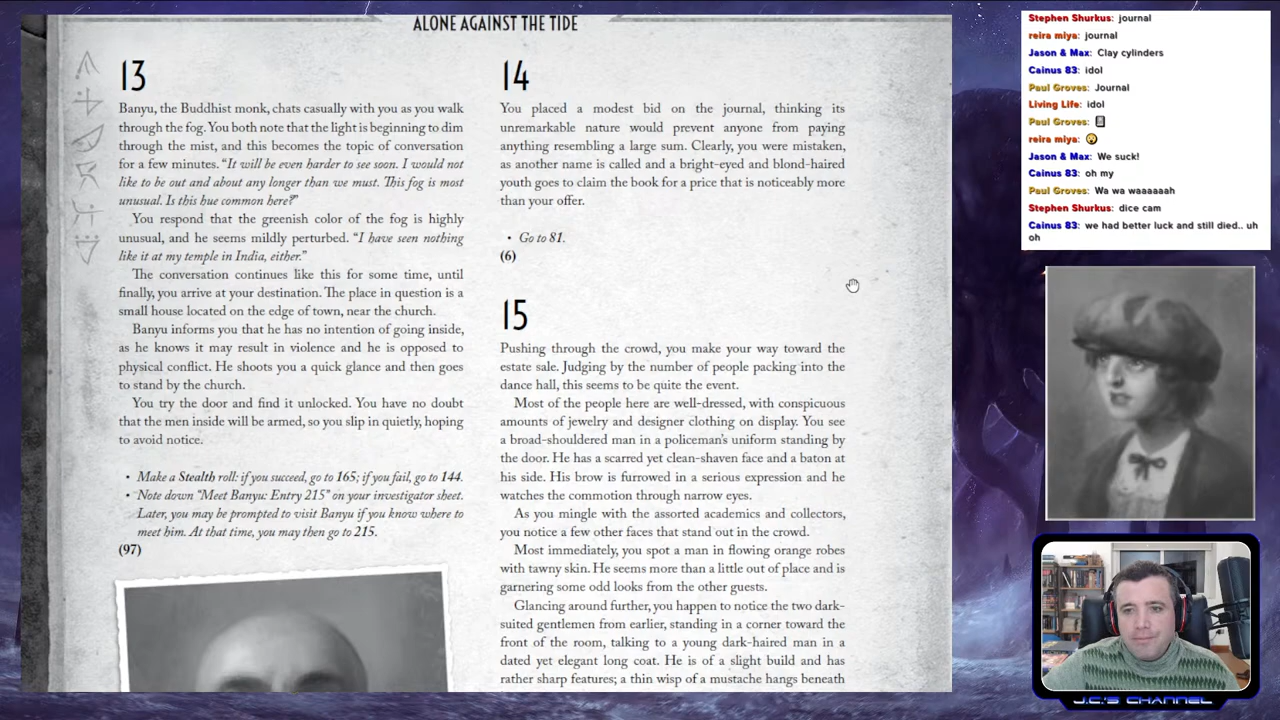 ALONE AGAINST THE TIDE
13
Banyu, the Buddhist monk, chats casually with you as you walk
through the fog. You both note that the light is beginning to dim
through the mist, and this becomes the topic of conversation
for a few minutes. “It will be even harder to see soon. I would not
like to be out and about any longer than we must. This fog is most
unusual. Is this hue common here?”
You respond that the greenish color of the fog is highly
unusual, and he seems mildly perturbed. “I have seen nothing
like it at my temple in India, either.”
The conversation continues like this for some time, until
finally, you arrive at your destination. The place in question is a
small house located on the edge of town, near the church.
Banyu informs you that he has no intention of going inside,
as he knows it may result in violence and he is opposed to
physical conflict. He shoots you a quick glance and then goes
to stand by the church.
You try the door and find it unlocked. You have no doubt
that the men inside will be armed, so you slip in quietly, hoping
to avoid notice.
• Make a Stealth roll: if you succeed, go to 165; if you fail, go to 144.
• Note down “Meet Banyu: Entry 215” on your investigator sheet.
Later, you may be prompted to visit Banyu if you know where to
meet him. At that time, you may then go to 215.
(97)
14
You placed a modest bid on the journal, thinking its
unremarkable nature would prevent anyone from paying
anything resembling a large sum. Clearly, you were mistaken,
as another name is called and a bright-eyed and blond-haired
youth goes to claim the book for a price that is noticeably more
than your offer.
• Go to 81.
(6)
15
Pushing through the crowd, you make your way toward the
estate sale. Judging by the number of people packing into the
dance hall, this seems to be quite the event.
Most of the people here are well-dressed, with conspicuous
amounts of jewelry and designer clothing on display. You see
a broad-shouldered man in a policeman’s uniform standing by
the door. He has a scarred yet clean-shaven face and a baton at
his side. His brow is furrowed in a serious expression and he
watches the commotion through narrow eyes.
As you mingle with the assorted academics and collectors,
you notice a few other faces that stand out in the crowd.
Most immediately, you spot a man in flowing orange robes
with tawny skin. He seems more than a little out of place and is
garnering some odd looks from the other guests.
Glancing around further, you happen to notice the two dark-
suited gentlemen from earlier, standing in a corner toward the
front of the room, talking to a young dark-haired man in a
dated yet elegant long coat. He is of a slight build and has
rather sharp features; a thin wisp of a mustache hangs beneath
Stephen Shurkus: journal
reira miya: journal
Jason & Max: Clay cylinders
Cainus 83: idol
Paul Groves: Journal
Living Life: idol
Paul Groves:
reira miya:
Jason & Max: We suck!
Cainus 83: oh my
Paul Groves: Wa wa waaaaaah
Stephen Shurkus: dice cam
Cainus 83: we had better luck and still died.. uh
oh
J.C.'S CHANNEL